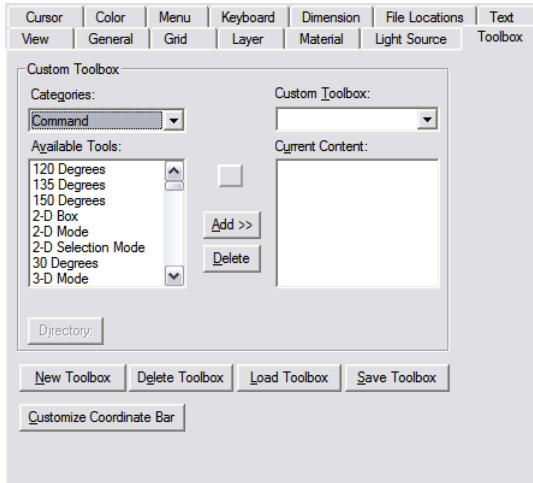 Cursor Color Menu Keyboard Dimension File Locations Text
View General Grid Layer Material Light Source Toolbox
Custom Toolbox
Categories: Custom Toolbox:
Command
Available Tools: Current Content:
120 Degrees
135 Degrees
150 Degrees
2-D Box
2-D Mode
2-D Selection Mode
30 Degrees
3-D Mode
Add >>
Delete
Directory:
New Toolbox Delete Toolbox Load Toolbox Save Toolbox
Customize Coordinate Bar